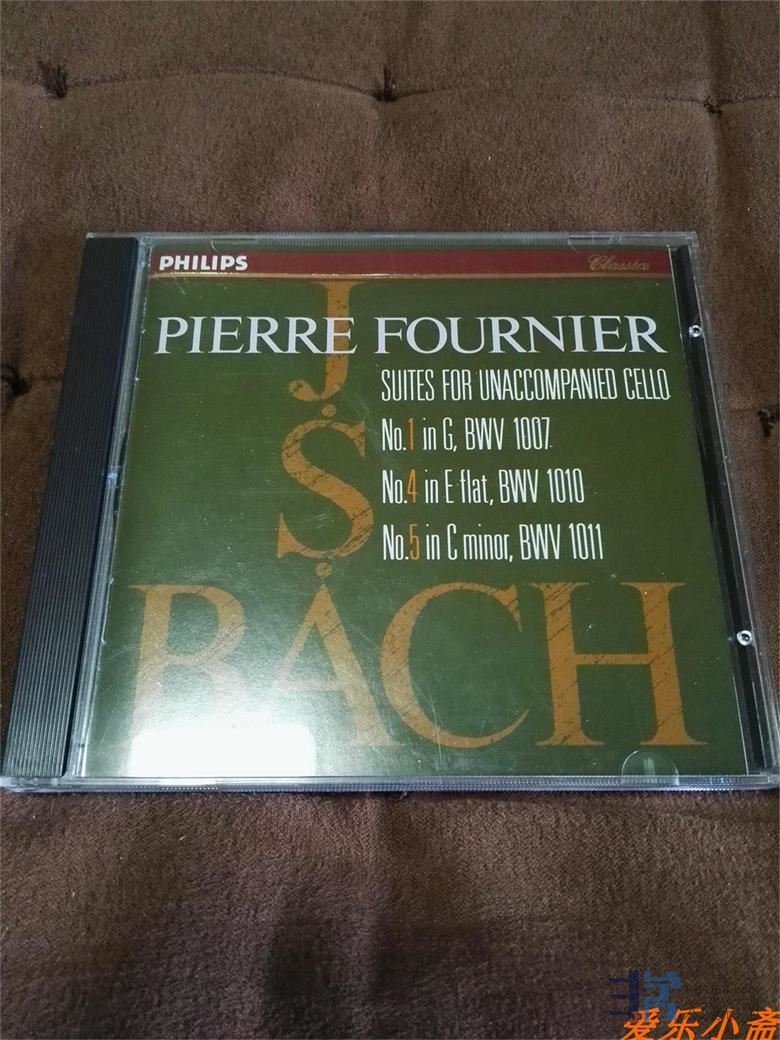 PHILIPS
Classics
PIERRE FOURNIER
SUITES FOR UNACCOMPANIED CELLO
No.1 in G, BWV 1007
No.4 in E flat, BWV 1010
No.5 in C minor, BWV 1011
J.
S.
BACH
爱乐小斋